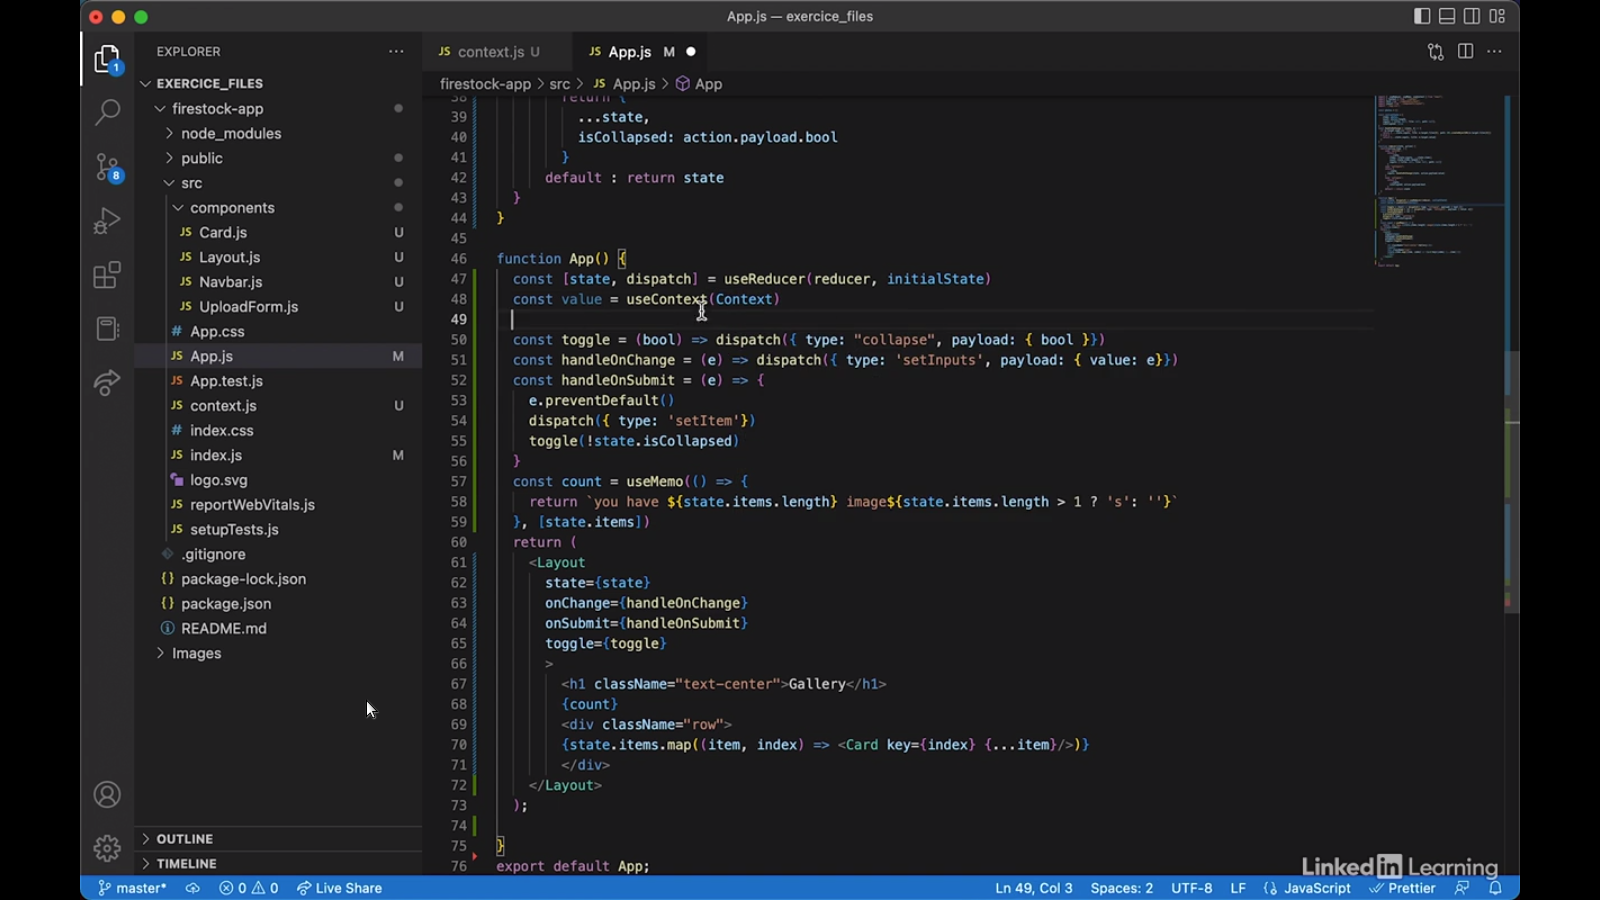 App.js — exercice_files
EXPLORER
context.js U
App.js M
EXERCICE_FILES
firestock-app > src > JS App.js > App
firestock-app
node_modules
public
src
components
JS Card.js U
JS Layout.js U
JS Navbar.js U
JS UploadForm.js U
# App.css
JS App.js M
JS App.test.js U
JS context.js U
# index.css
JS index.js M
logo.svg
JS reportWebVitals.js
JS setupTests.js
.gitignore
{} package-lock.json
{} package.json
README.md
Images
OUTLINE
TIMELINE
1
8
38 return {
39 ...state,
40 isCollapsed: action.payload.bool
41 }
42 default : return state
43 }
44 }
45
46 function App() {
47 const [state, dispatch] = useReducer(reducer, initialState)
48 const value = useContext(Context)
49
50 const toggle = (bool) => dispatch({ type: "collapse", payload: { bool }})
51 const handleOnChange = (e) => dispatch({ type: 'setInputs', payload: { value: e}})
52 const handleOnSubmit = (e) => {
53 e.preventDefault()
54 dispatch({ type: 'setItem'})
55 toggle(!state.isCollapsed)
56 }
57 const count = useMemo(() => {
58 return `you have ${state.items.length} image${state.items.length > 1 ? 's': ''}`
59 }, [state.items])
60 return (
61 <Layout
62 state={state}
63 onChange={handleOnChange}
64 onSubmit={handleOnSubmit}
65 toggle={toggle}
66 >
67 <h1 className="text-center">Gallery</h1>
68 {count}
69 <div className="row">
70 {state.items.map((item, index) => <Card key={index} {...item}/>)}
71 </div>
72 </Layout>
73 );
74
75 }
76 export default App;
LinkedIn Learning
master* 0 0 Live Share
Ln 49, Col 3 Spaces: 2 UTF-8 LF {} JavaScript Prettier